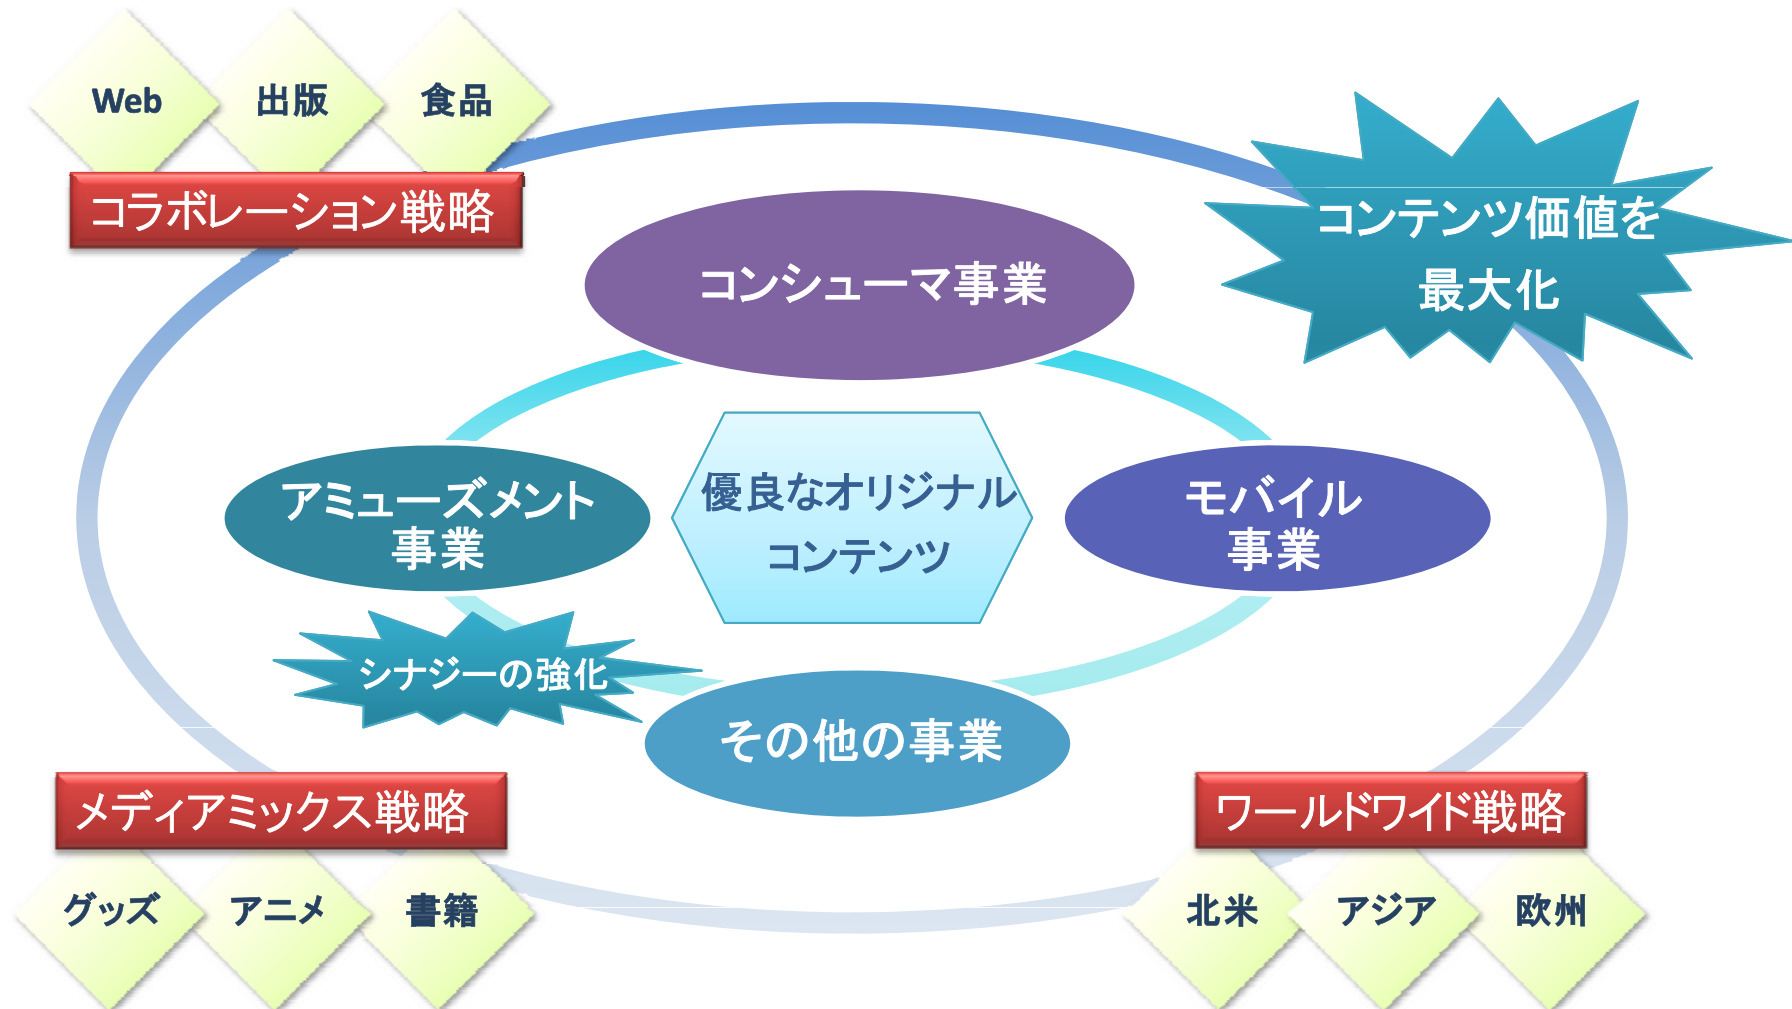 Web
出版
食品
コラボレーション戦略
コンテンツ価値を
最大化
コンシューマ事業
アミューズメント
事業
優良なオリジナル
コンテンツ
モバイル
事業
シナジーの強化
その他の事業
メディアミックス戦略
グッズ
アニメ
書籍
ワールドワイド戦略
北米
アジア
欧州